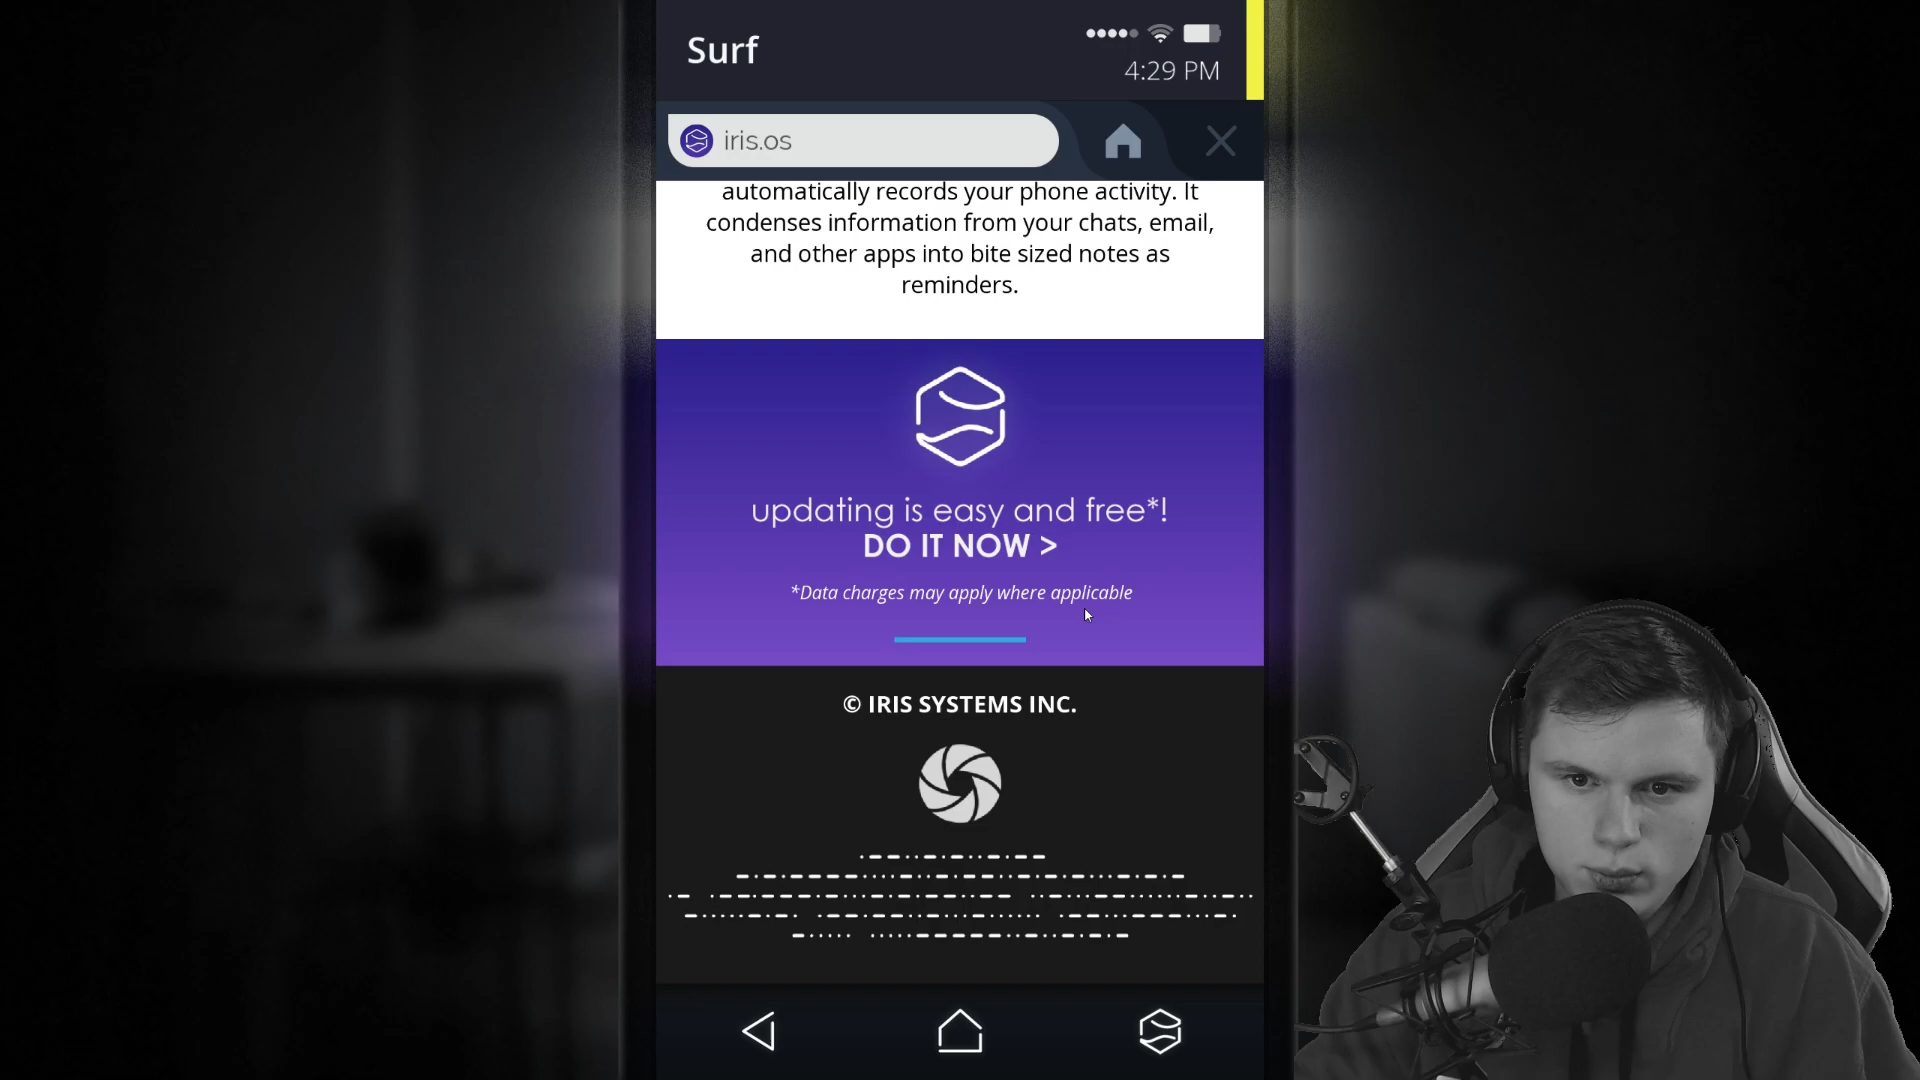 Surf
4:29 PM
iris.os
automatically records your phone activity. It
condenses information from your chats, email,
and other apps into bite sized notes as
reminders.
updating is easy and free*!
DO IT NOW >
*Data charges may apply where applicable
© IRIS SYSTEMS INC.